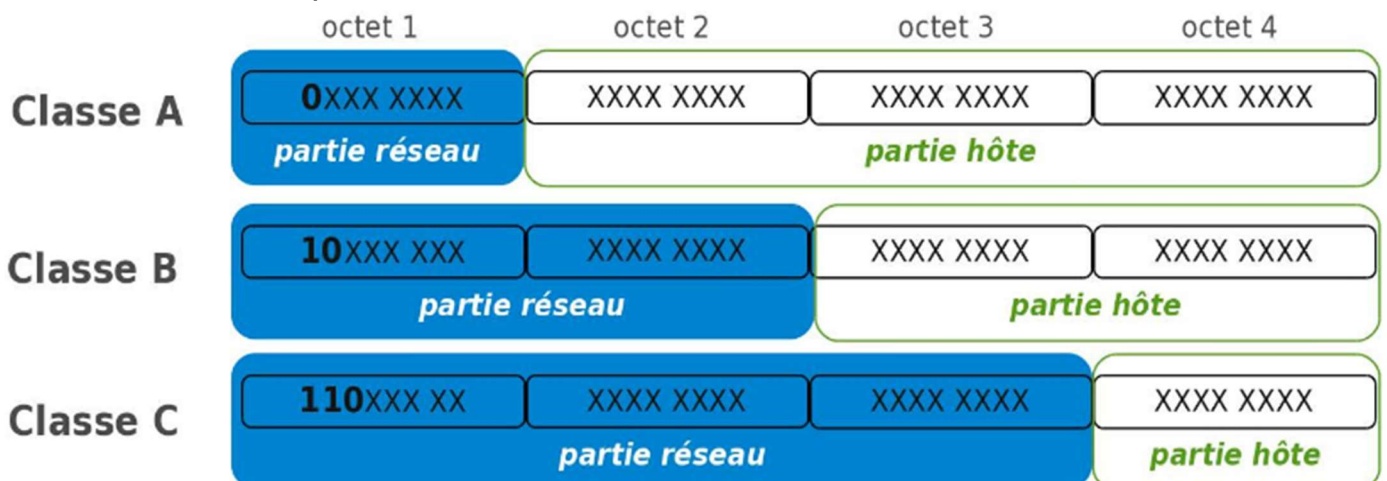 octet 1 octet 2 octet 3 octet 4
Classe A 0XXX XXXX XXXX XXXX XXXX XXXX XXXX XXXX
partie réseau partie hôte
Classe B 10XXX XXX XXXX XXXX XXXX XXXX XXXX XXXX
partie réseau partie hôte
Classe C 110XXX XX XXXX XXXX XXXX XXXX XXXX XXXX
partie réseau partie hôte